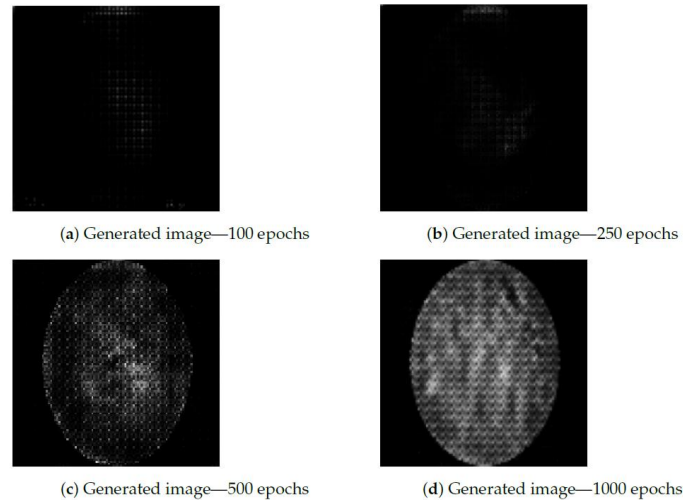 (a) Generated image—100 epochs
(b) Generated image—250 epochs
(c) Generated image—500 epochs
(d) Generated image—1000 epochs